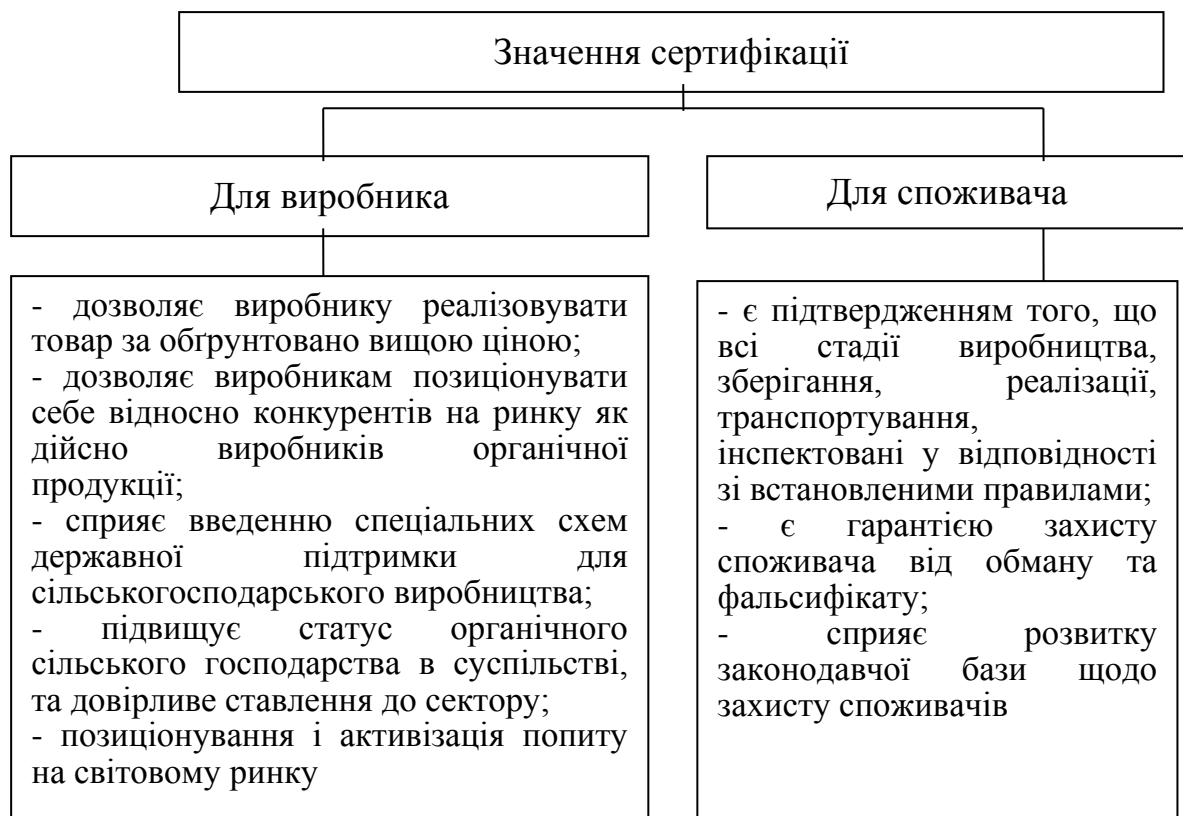 Значення сертифікації
Для виробника
Для споживача
- дозволяє виробнику реалізовувати
товар за обґрунтовано вищою ціною;
- дозволяє виробникам позиціонувати
себе відносно конкурентів на ринку як
дійсно виробників органічної
продукції;
- сприяє введенню спеціальних схем
державної підтримки для
сільськогосподарського виробництва;
- підвищує статус органічного
сільського господарства в суспільстві,
та довірливе ставлення до сектору;
- позиціонування і активізація попиту
на світовому ринку
- є підтвердженням того, що
всі стадії виробництва,
зберігання, реалізації,
транспортування,
інспектовані у відповідності
зі встановленими правилами;
- є гарантією захисту
споживача від обману та
фальсифікату;
- сприяє розвитку
законодавчої бази щодо
захисту споживачів